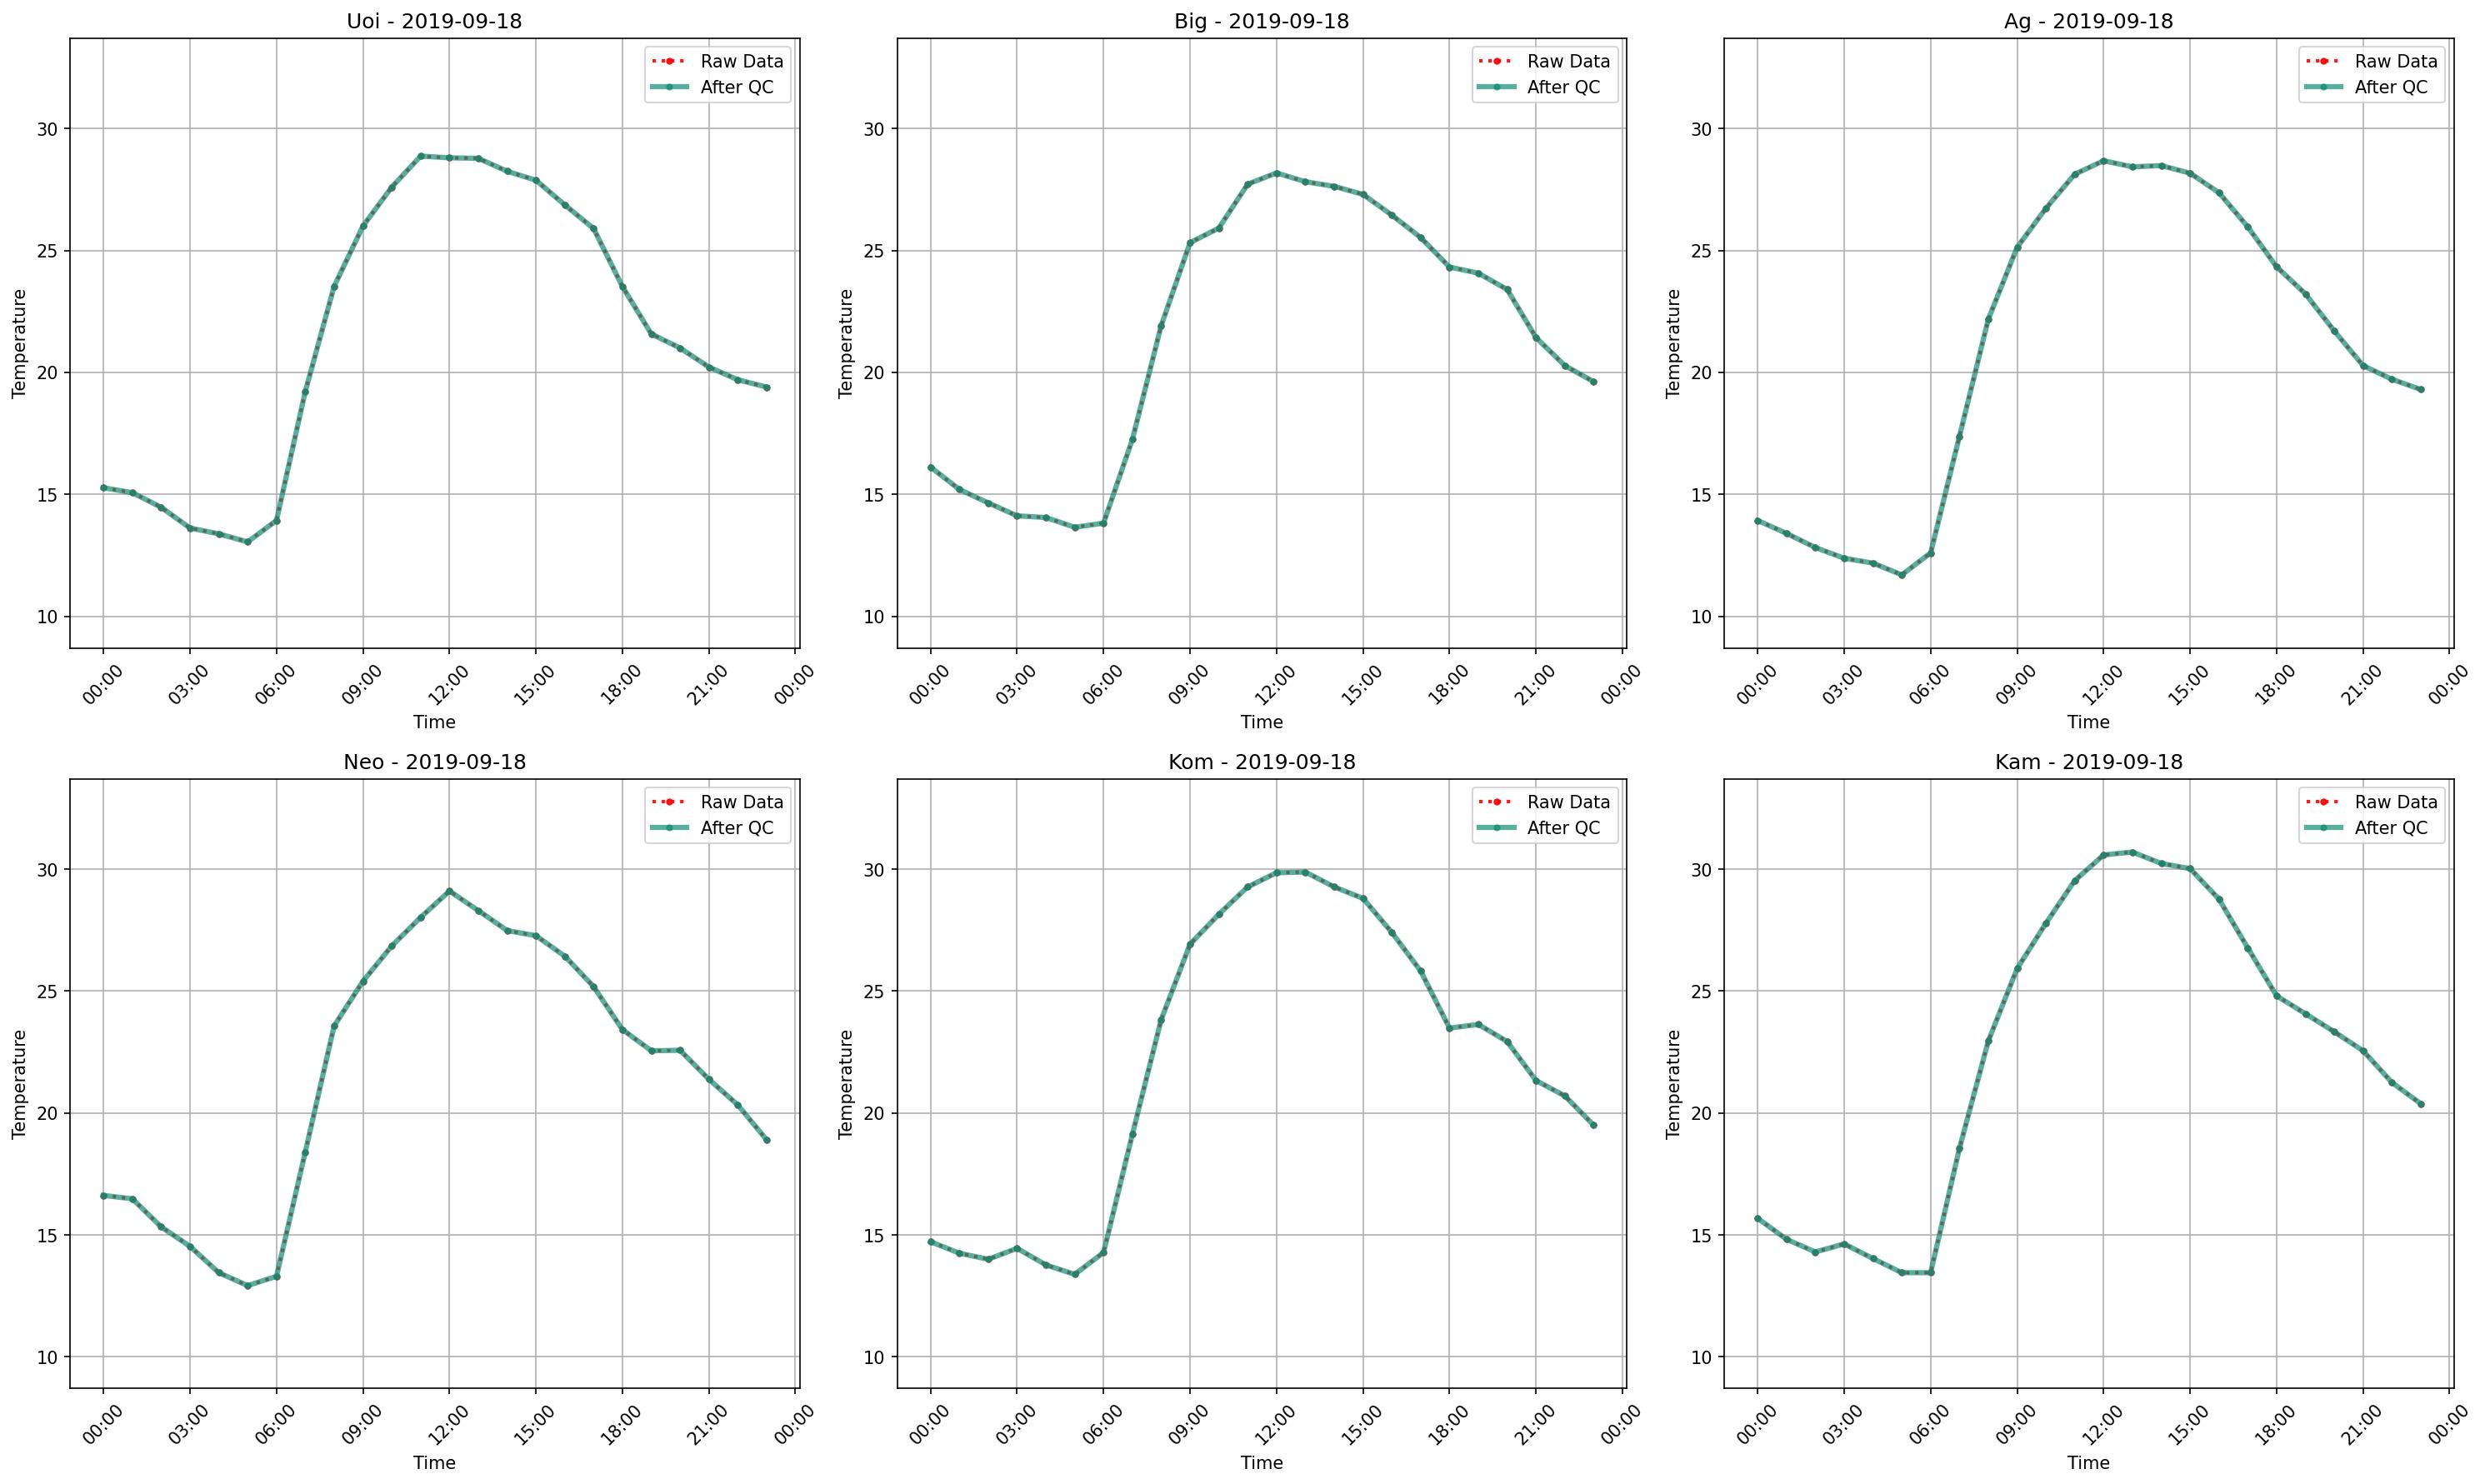 Uoi - 2019-09-18
Raw Data
After QC
Temperature
30
25
20
15
10
00:00
03:00
06:00
09:00
12:00
15:00
18:00
21:00
00:00
Time
Big - 2019-09-18
Raw Data
After QC
Temperature
30
25
20
15
10
00:00
03:00
06:00
09:00
12:00
15:00
18:00
21:00
00:00
Time
Ag - 2019-09-18
Raw Data
After QC
Temperature
30
25
20
15
10
00:00
03:00
06:00
09:00
12:00
15:00
18:00
21:00
00:00
Time
Neo - 2019-09-18
Raw Data
After QC
Temperature
30
25
20
15
10
00:00
03:00
06:00
09:00
12:00
15:00
18:00
21:00
00:00
Time
Kom - 2019-09-18
Raw Data
After QC
Temperature
30
25
20
15
10
00:00
03:00
06:00
09:00
12:00
15:00
18:00
21:00
00:00
Time
Kam - 2019-09-18
Raw Data
After QC
Temperature
30
25
20
15
10
00:00
03:00
06:00
09:00
12:00
15:00
18:00
21:00
00:00
Time